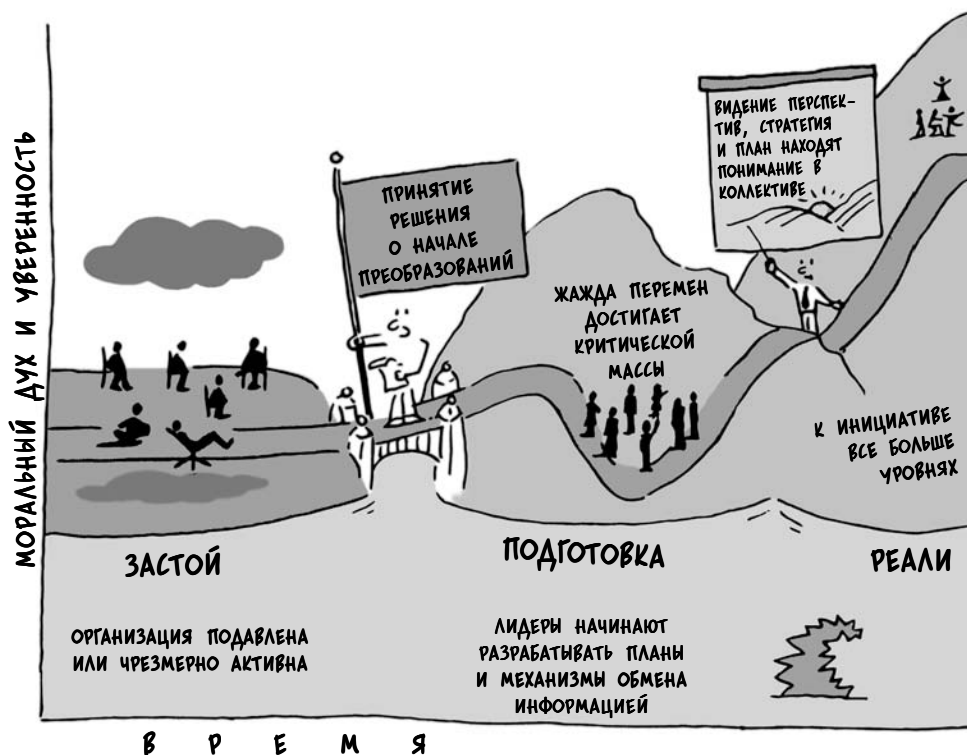 МОРАЛЬНЫЙ ДУХ И УВЕРЕННОСТЬ
ПРИНЯТИЕ
РЕШЕНИЯ
О НАЧАЛЕ
ПРЕОБРАЗОВАНИЙ
ВИДЕНИЕ ПЕРСПЕК-
ТИВ, СТРАТЕГИЯ
И ПЛАН НАХОДЯТ
ПОНИМАНИЕ В
КОЛЛЕКТИВЕ
ЖАЖДА ПЕРЕМЕН
ДОСТИГАЕТ
КРИТИЧЕСКОЙ
МАССЫ
К ИНИЦИАТИВЕ
ВСЕ БОЛЬШЕ
УРОВНЯХ
ЗАСТОЙ
ПОДГОТОВКА
РЕАЛИ
ОРГАНИЗАЦИЯ ПОДАВЛЕНА
ИЛИ ЧРЕЗМЕРНО АКТИВНА
ЛИДЕРЫ НАЧИНАЮТ
РАЗРАБАТЫВАТЬ ПЛАНЫ
И МЕХАНИЗМЫ ОБМЕНА
ИНФОРМАЦИЕЙ
ВРЕМЯ